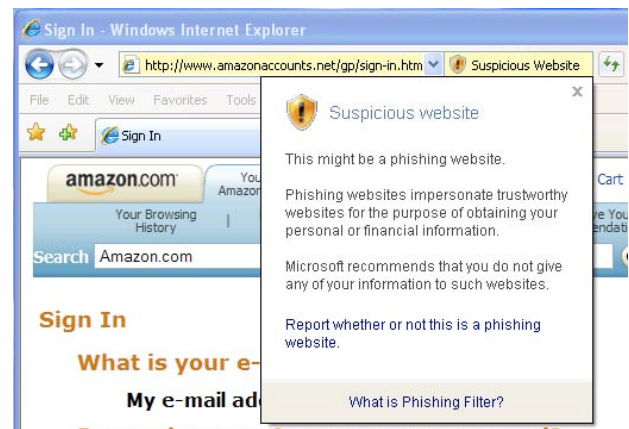 Sign In - Windows Internet Explorer
http://www.amazonaccounts.net/gp/sign-in.htm
Suspicious Website
File Edit View Favorites Tools
Sign In
Suspicious website
This might be a phishing website.
Phishing websites impersonate trustworthy
websites for the purpose of obtaining your
personal or financial information.
Microsoft recommends that you do not give
any of your information to such websites.
Report whether or not this is a phishing
website.
What is Phishing Filter?
amazon.com
You
Amazon
Cart
Your Browsing
History
|
Search Amazon.com
Sign In
What is your e-
My e-mail